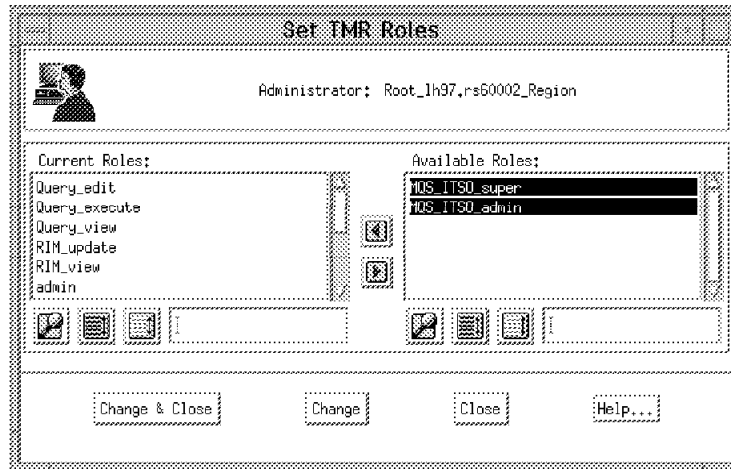 Set TMR Roles
Administrator: Root_lh97.rs60002_Region
Current Roles:
Query_edit
Query_execute
Query_view
RIM_update
RIM_view
admin
Available Roles:
MQS_ITSO_super
MQS_ITSO_admin
Change & Close
Change
Close
Help...